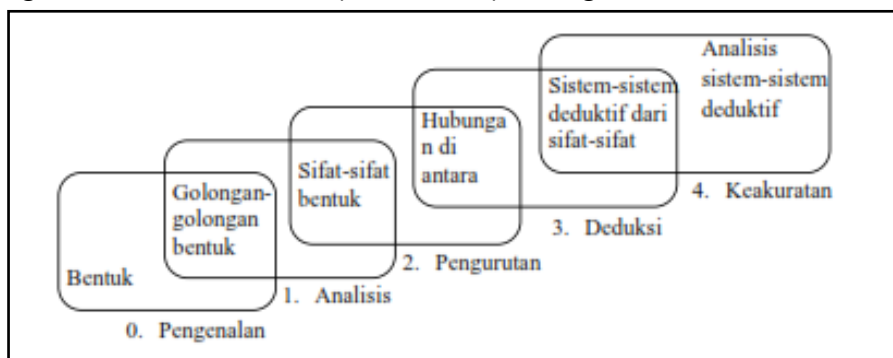 Bentuk
0. Pengenalan
Golongan-
golongan
bentuk
1. Analisis
Sifat-sifat
bentuk
2. Pengurutan
Hubunga
n di
antara
3. Deduksi
Sistem-sistem
deduktif dari
sifat-sifat
4. Keakuratan
Analisis
sistem-sistem
deduktif